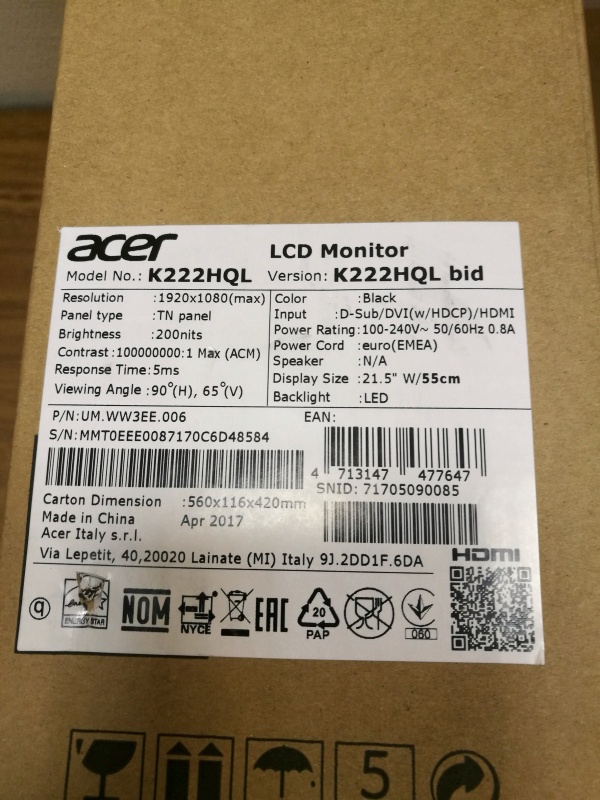 acer
LCD Monitor
Model No.: K222HQL Version: K222HQL bid
Resolution :1920x1080(max)
Panel type :TN panel
Brightness :200nits
Contrast :100000000:1 Max (ACM)
Response Time:5ms
Viewing Angle :90°(H), 65°(V)
Color :Black
Input :D-Sub/DVI(w/HDCP)/HDMI
Power Rating:100-240V~ 50/60Hz 0.8A
Power Cord :euro(EMEA)
Speaker :N/A
Display Size :21.5" W/55cm
Backlight :LED
P/N:UM.WW3EE.006
EAN:
S/N:MMT0EEE0087170C6D48584
4 713147 477647
SNID: 71705090085
Carton Dimension :560x116x420mm
Made in China Apr 2017
Acer Italy s.r.l.
Via Lepetit, 40,20020 Lainate (MI) Italy 9J.2DD1F.6DA
HDMI
q
ENERGY STAR
NOM
NYCE
EAC
20
PAP
060
5